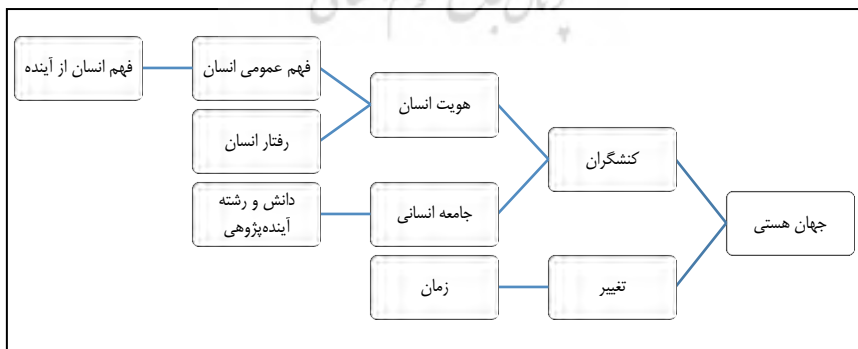 جهان هستی
کنشگران
هویت انسان
فهم عمومی انسان
فهم انسان از آینده
رفتار انسان
جامعه انسانی
دانش و رشته
آینده‌پژوهی
تغییر
زمان